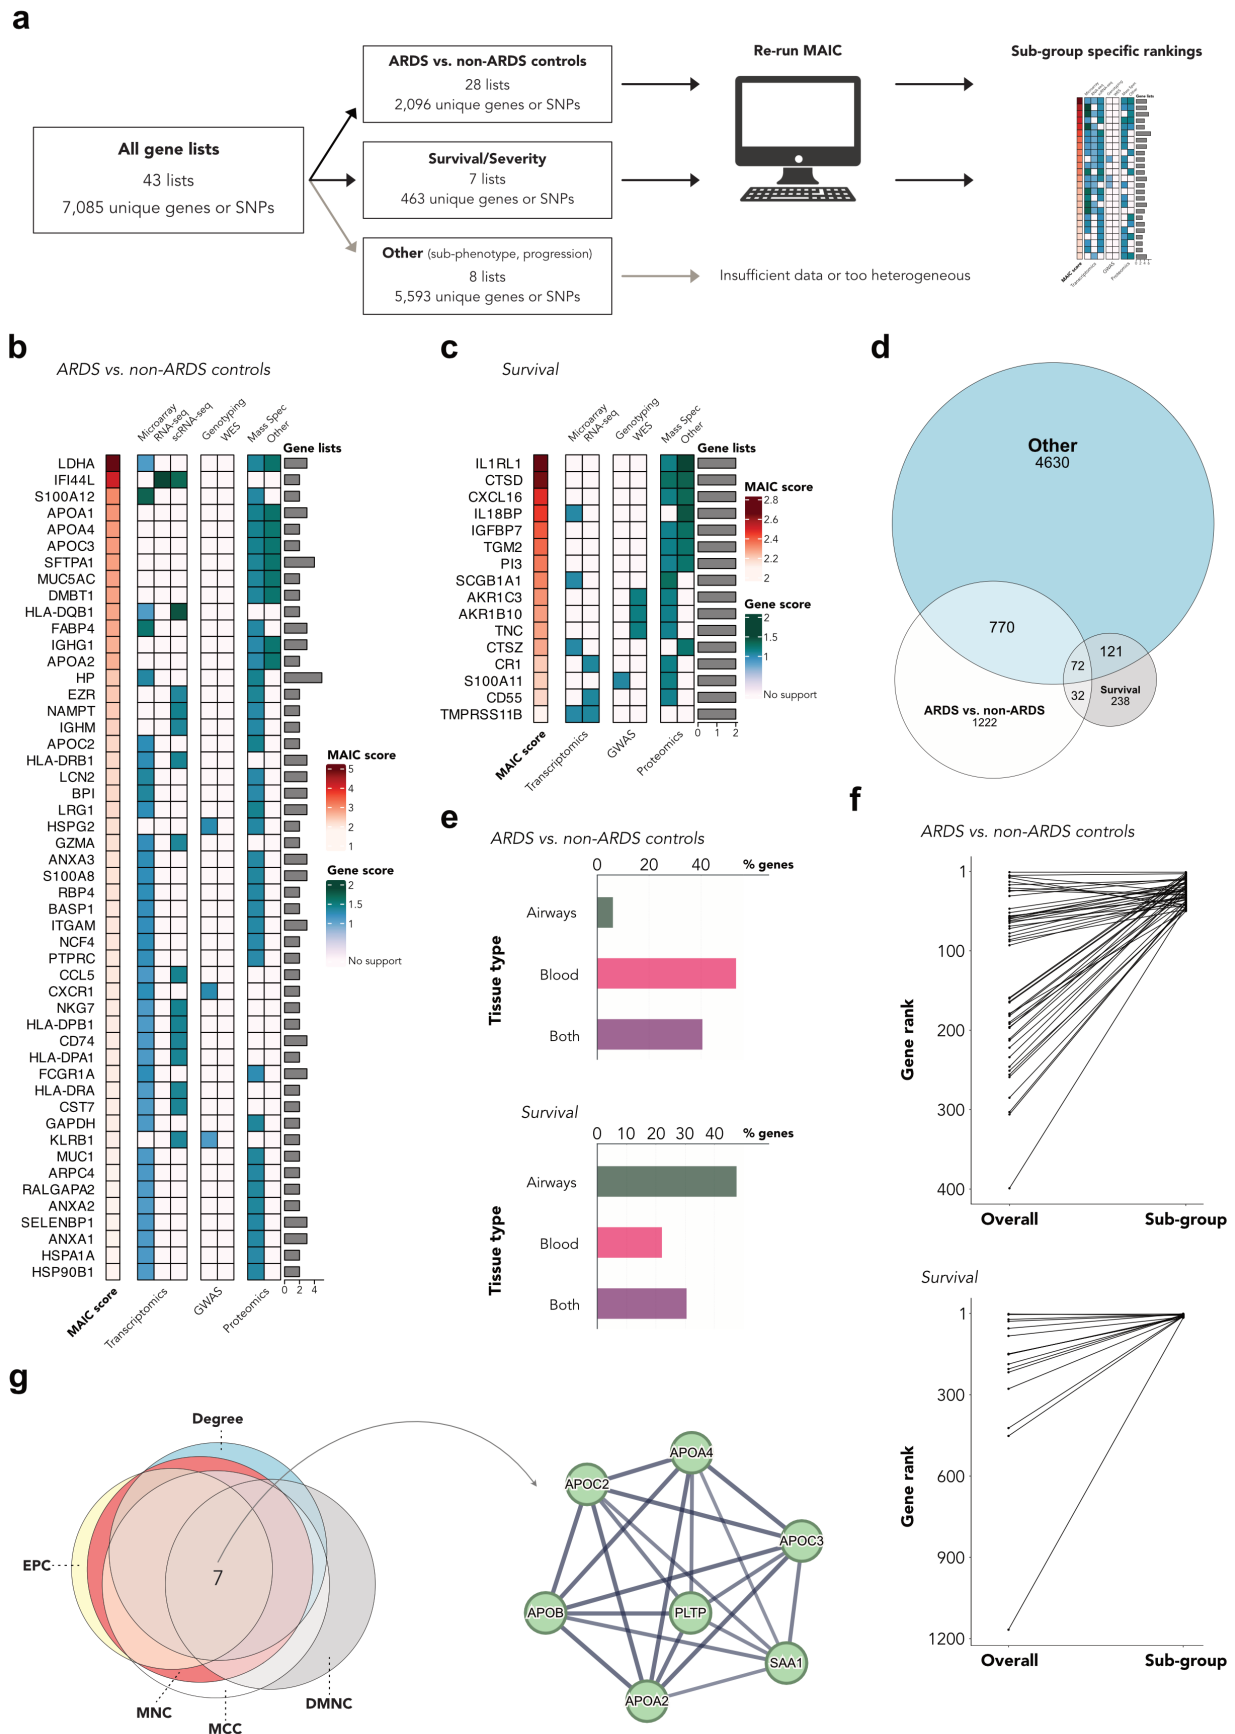 a
All gene lists
43 lists
7,085 unique genes or SNPs
ARDS vs. non-ARDS controls
28 lists
2,096 unique genes or SNPs
Survival/Severity
7 lists
463 unique genes or SNPs
Other (sub-phenotype, progression)
8 lists
5,593 unique genes or SNPs
Re-run MAIC
Insufficient data or too heterogeneous
Sub-group specific rankings
Gene lists
MAIC score
Transcriptomics
GWAS
Proteomics
b
ARDS vs. non-ARDS controls
Microarray
RNA-seq
scRNA-seq
Genotyping
WES
Mass Spec
Other
Gene lists
LDHA
IFI44L
S100A12
APOA1
APOA4
APOC3
SFTPA1
MUC5AC
DMBT1
HLA-DQB1
FABP4
IGHG1
APOA2
HP
EZR
NAMPT
IGHM
APOC2
HLA-DRB1
LCN2
BPI
LRG1
HSPG2
GZMA
ANXA3
S100A8
RBP4
BASP1
ITGAM
NCF4
PTPRC
CCL5
CXCR1
NKG7
HLA-DPB1
CD74
HLA-DPA1
FCGR1A
HLA-DRA
CST7
GAPDH
KLRB1
MUC1
ARPC4
RALGAPA2
ANXA2
SELENBP1
ANXA1
HSPA1A
HSP90B1
0 2 4
MAIC score
Transcriptomics
GWAS
Proteomics
MAIC score
5
4
3
2
1
Gene score
2
1.5
1
No support
c
Survival
Microarray
RNA-seq
Genotyping
WES
Mass Spec
Other
Gene lists
IL1RL1
CTSD
CXCL16
IL18BP
IGFBP7
TGM2
PI3
SCGB1A1
AKR1C3
AKR1B10
TNC
CTSZ
CR1
S100A11
CD55
TMPRSS11B
0 1 2
MAIC score
Transcriptomics
GWAS
Proteomics
MAIC score
2.8
2.6
2.4
2.2
2
Gene score
2
1.5
1
No support
d
Other
4630
770
72
121
32
Survival
238
ARDS vs. non-ARDS
1222
e
ARDS vs. non-ARDS controls
0 20 40 % genes
Tissue type
Airways
Blood
Both
Survival
0 10 20 30 40 % genes
Tissue type
Airways
Blood
Both
f
ARDS vs. non-ARDS controls
Gene rank
1
100
200
300
400
Overall
Sub-group
Survival
Gene rank
1
300
600
900
1200
Overall
Sub-group
g
Degree
EPC
7
MNC
MCC
DMNC
APOA4
APOC2
APOC3
APOB
PLTP
SAA1
APOA2